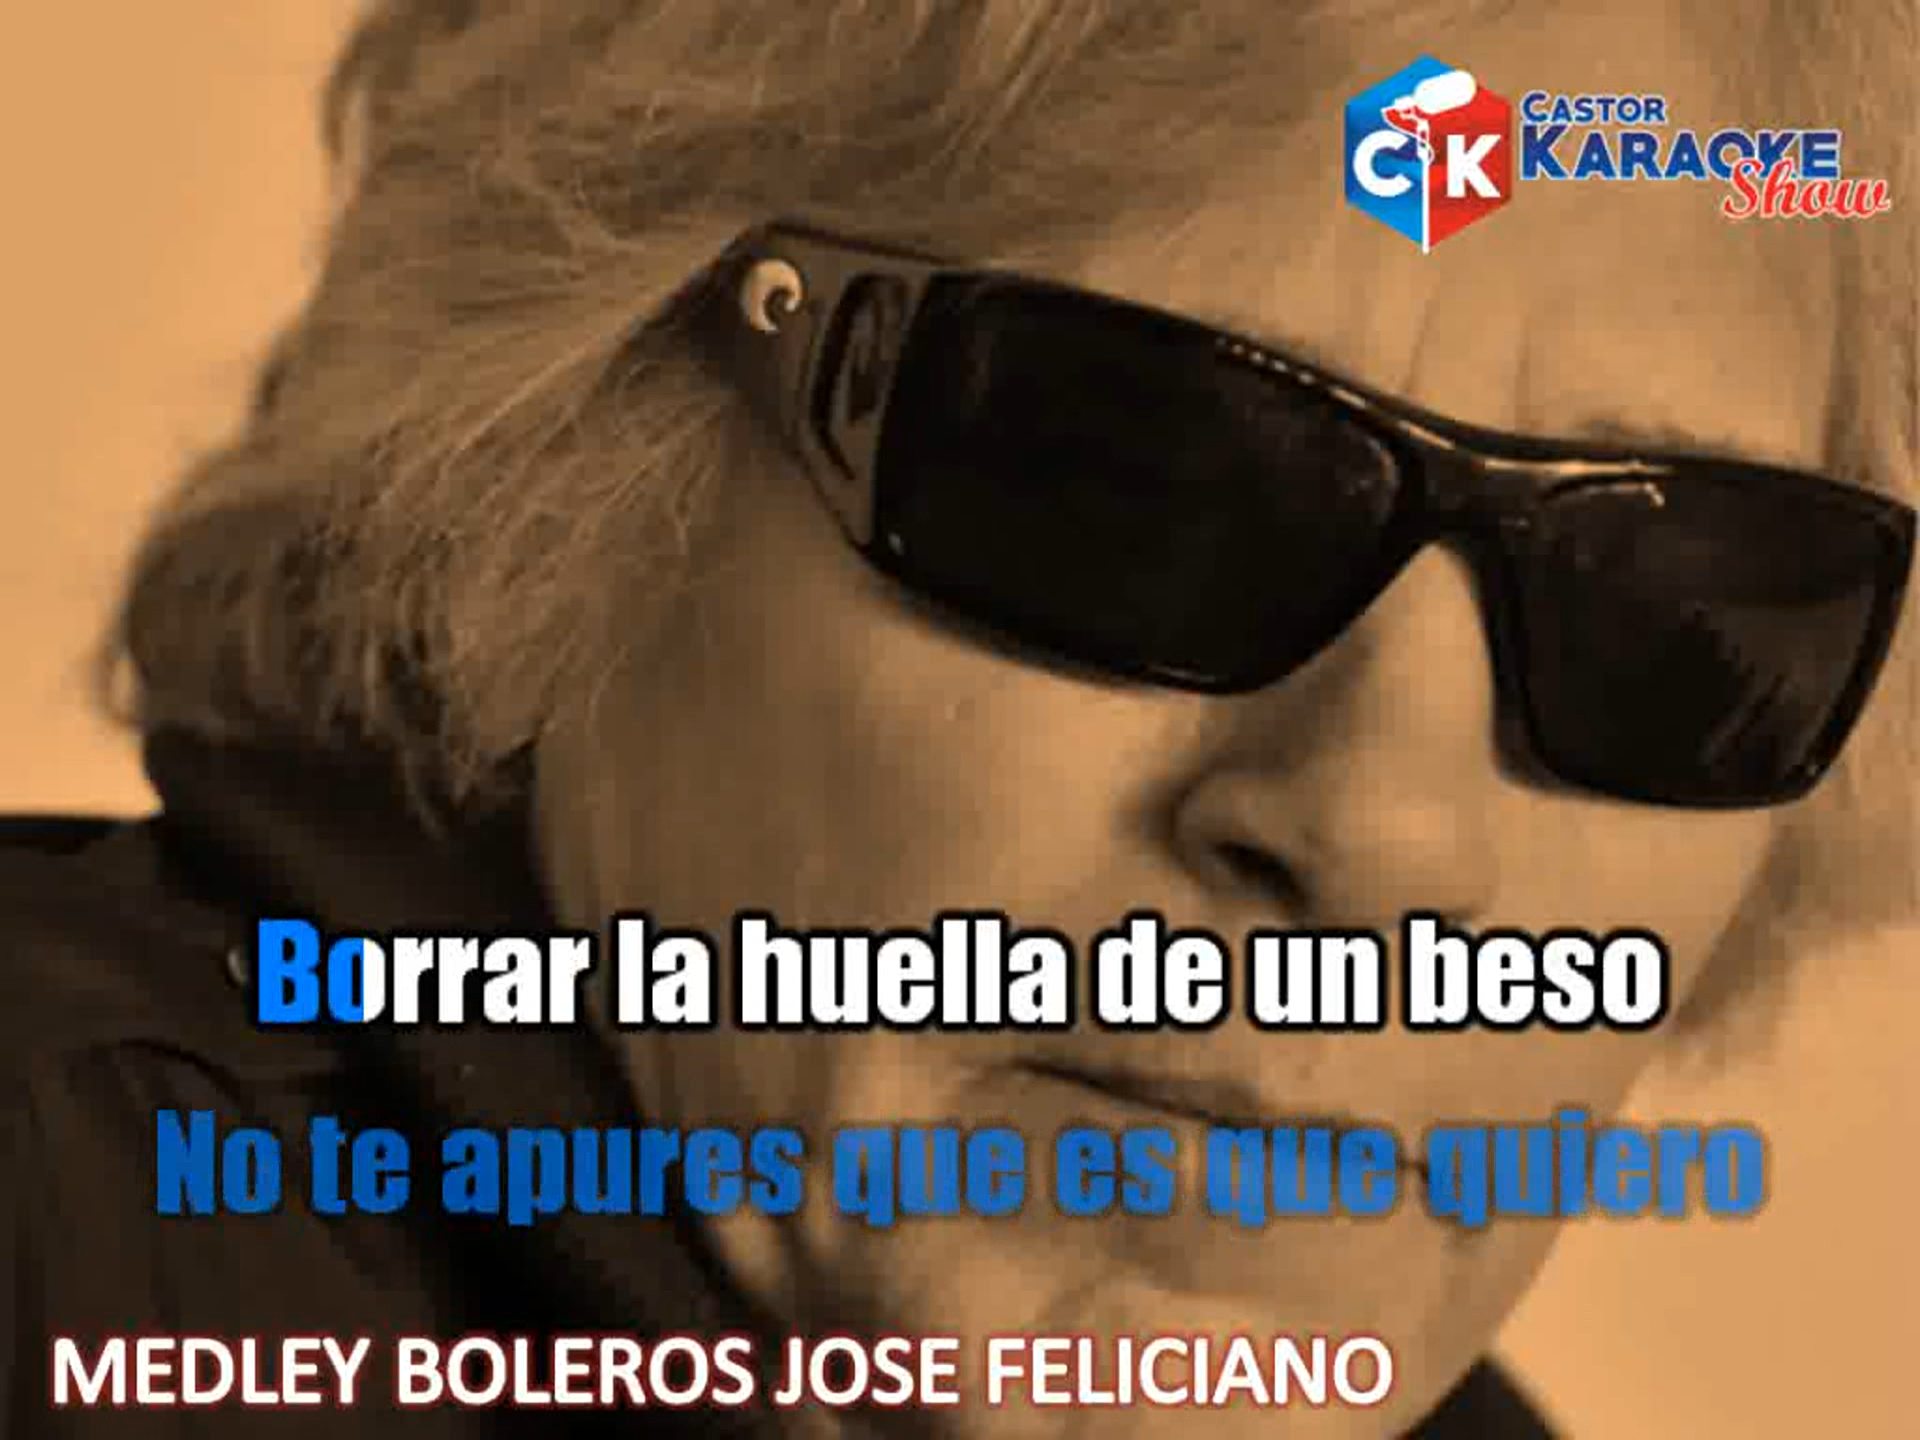 CASTOR
CK KARAOKE
Show
Borrar la huella de un beso
No te apures que es que quiero
MEDLEY BOLEROS JOSE FELICIANO